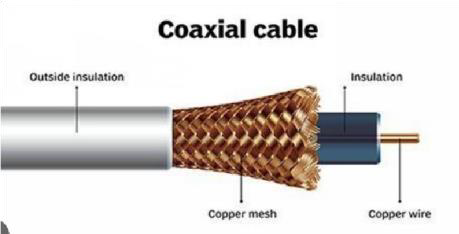 Coaxial cable
Outside insulation
Insulation
Copper mesh
Copper wire